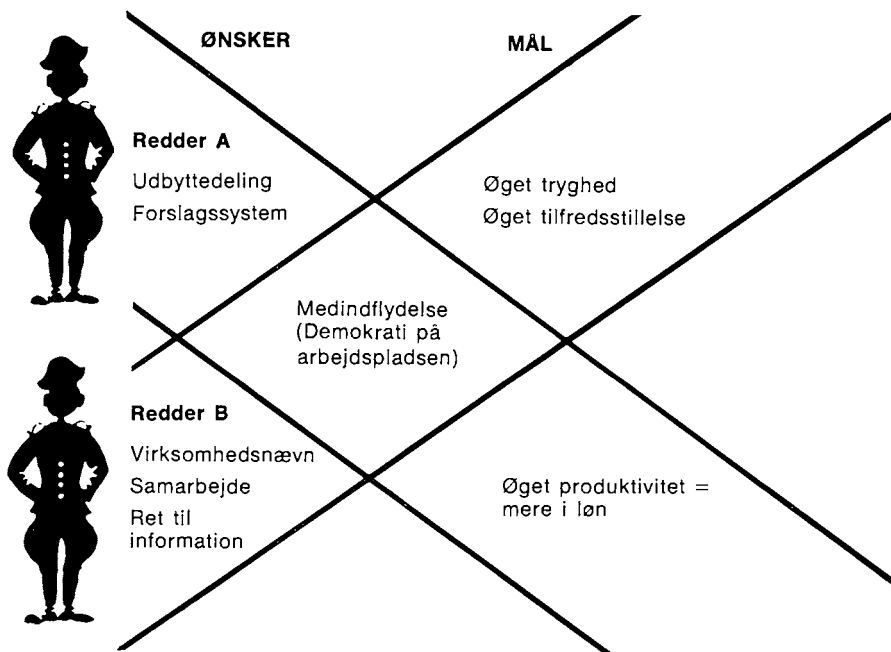 ØNSKER
MÅL
Redder A
Udbyttedeling
Forslagssystem
Øget tryghed
Øget tilfredsstillelse
Medindflydelse
(Demokrati på
arbejdspladsen)
Redder B
Virksomhedsnævn
Samarbejde
Ret til
information
Øget produktivitet =
mere i løn